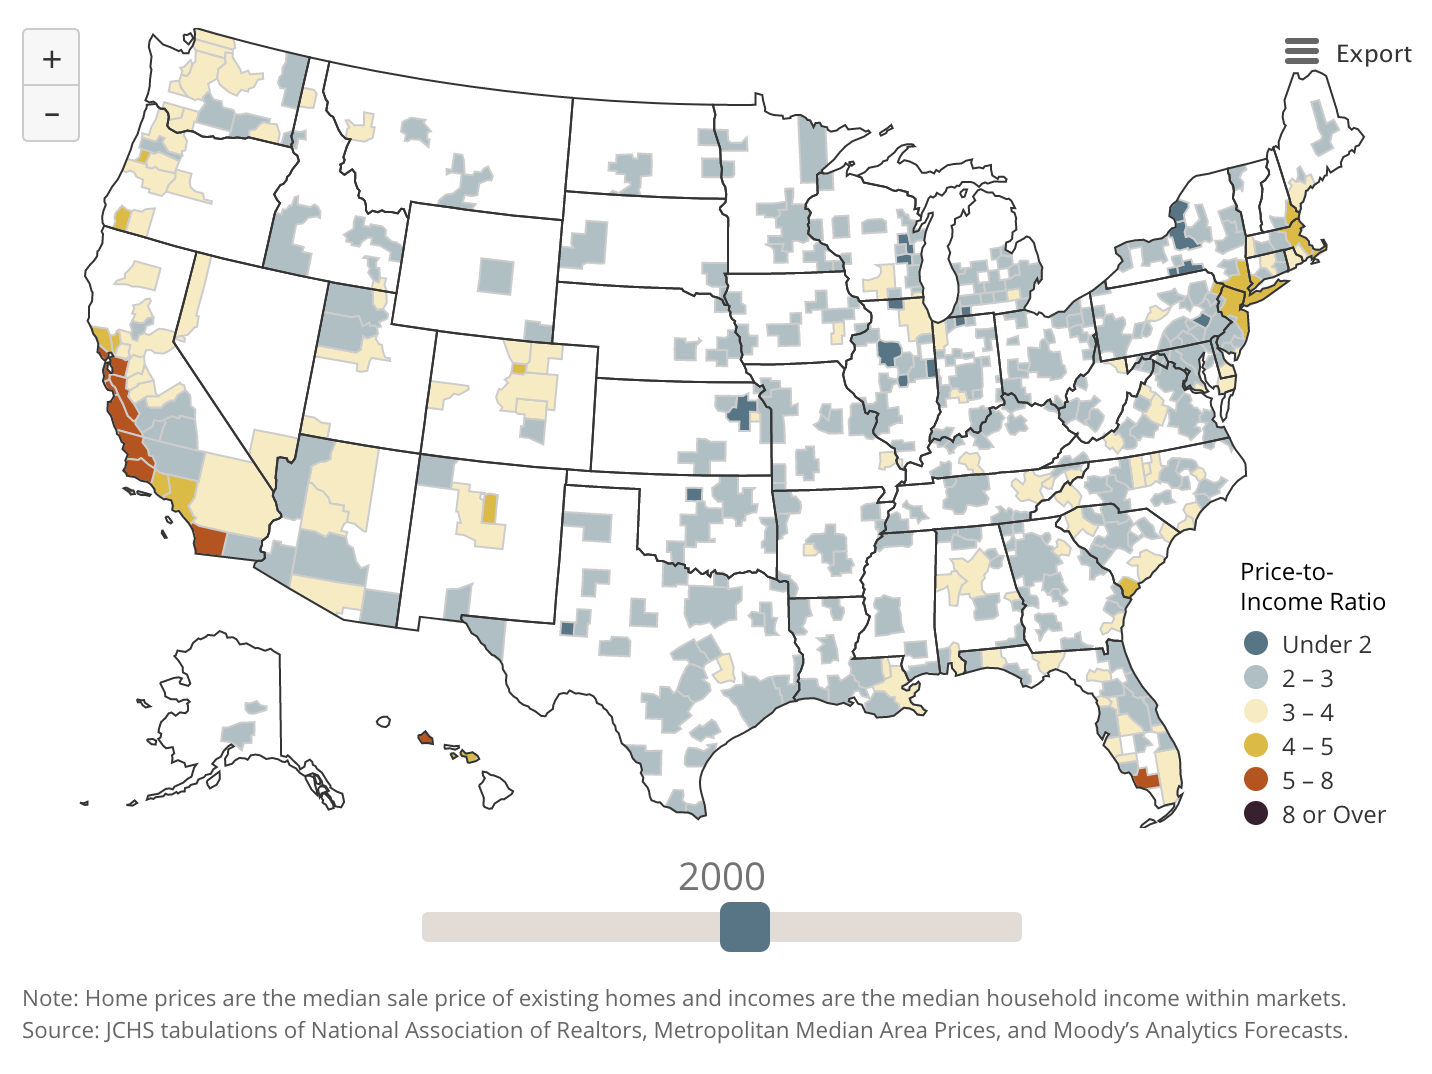 +
Export
–
Price-to-
Income Ratio
Under 2
2 – 3
3 – 4
4 – 5
5 – 8
8 or Over
2000
Note: Home prices are the median sale price of existing homes and incomes are the median household income within markets.
Source: JCHS tabulations of National Association of Realtors, Metropolitan Median Area Prices, and Moody’s Analytics Forecasts.